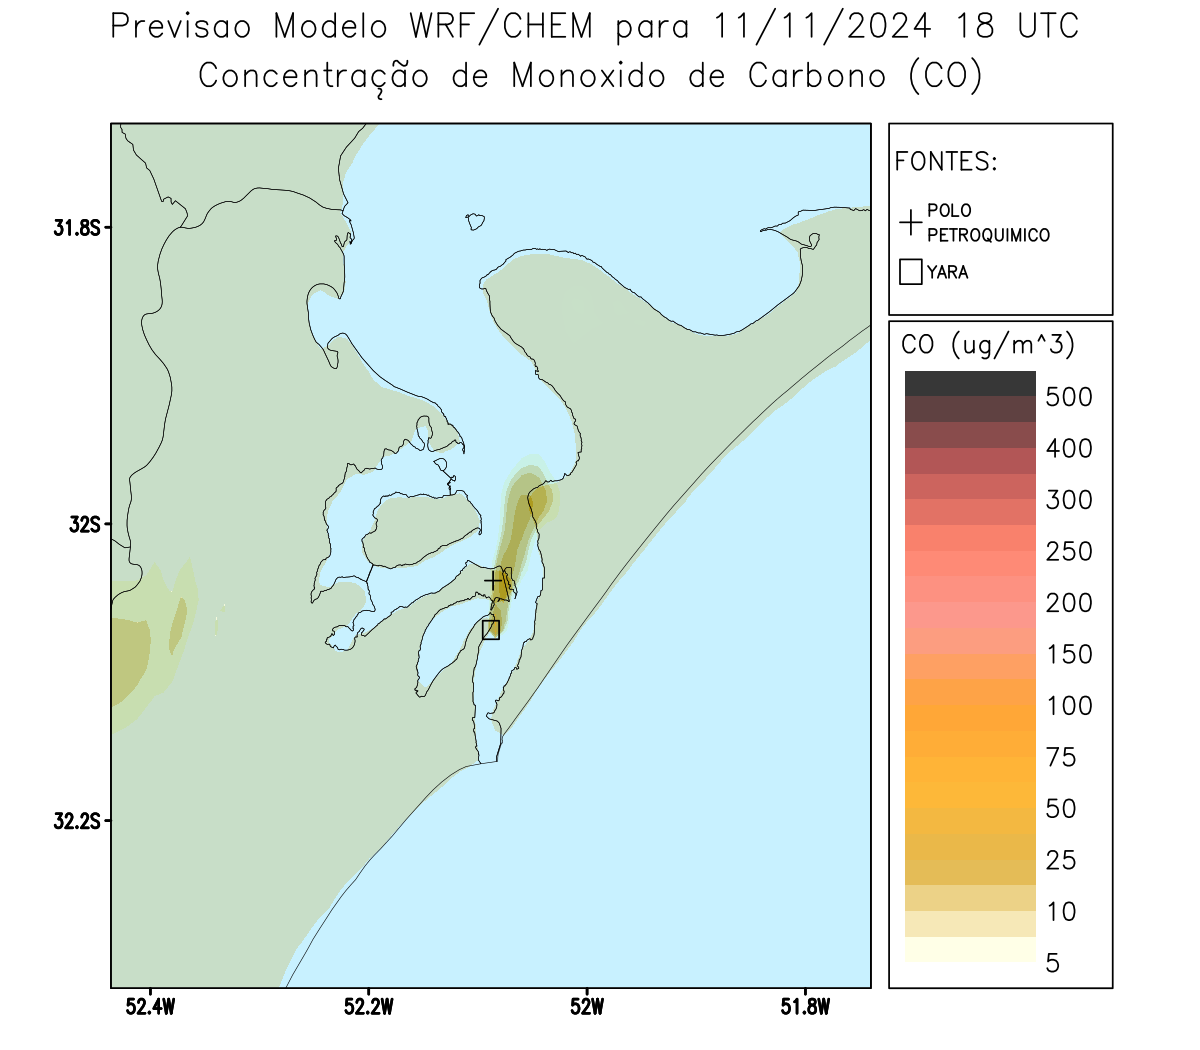 Previsao Modelo WRF/CHEM para 11/11/2024 18 UTC
Concentração de Monoxido de Carbono (CO)
FONTES:
POLO
PETROQUIMICO
YARA
CO (ug/m^3)
500
400
300
250
200
150
100
75
50
25
10
5
31.8S
32S
32.2S
52.4W
52.2W
52W
51.8W